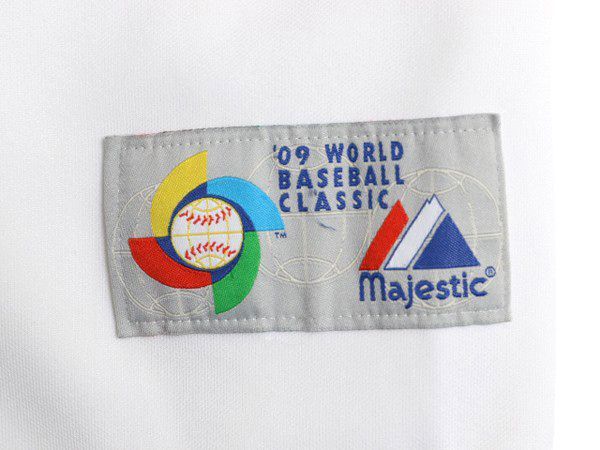 '09 WORLD
BASEBALL
CLASSIC
TM
Majestic®